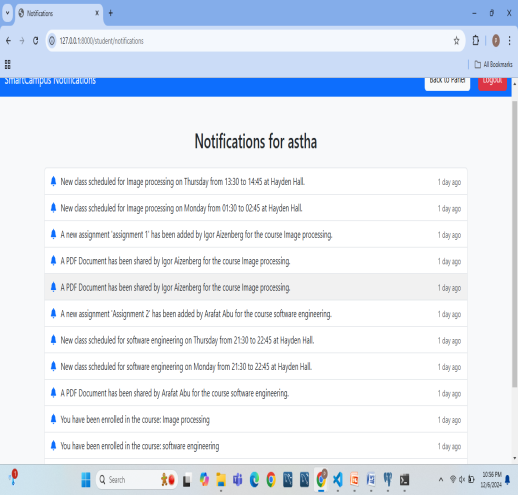 Notifications
127.0.0.1:8000/student/notifications
All Bookmarks
SmartCampus Notifications
Back to Panel
Logout
Notifications for astha
New class scheduled for Image processing on Thursday from 13:30 to 14:45 at Hayden Hall. 1 day ago
New class scheduled for Image processing on Monday from 01:30 to 02:45 at Hayden Hall. 1 day ago
A new assignment 'assignment 1' has been added by Igor Aizenberg for the course Image processing. 1 day ago
A PDF Document has been shared by Igor Aizenberg for the course Image processing. 1 day ago
A PDF Document has been shared by Igor Aizenberg for the course Image processing. 1 day ago
A new assignment 'Assignment 2' has been added by Arafat Abu for the course software engineering. 1 day ago
New class scheduled for software engineering on Thursday from 21:30 to 22:45 at Hayden Hall. 1 day ago
New class scheduled for software engineering on Monday from 21:30 to 22:45 at Hayden Hall. 1 day ago
A PDF Document has been shared by Arafat Abu for the course software engineering. 1 day ago
You have been enrolled in the course: Image processing 1 day ago
You have been enrolled in the course: software engineering 1 day ago
Search
10:56 PM
12/6/2024